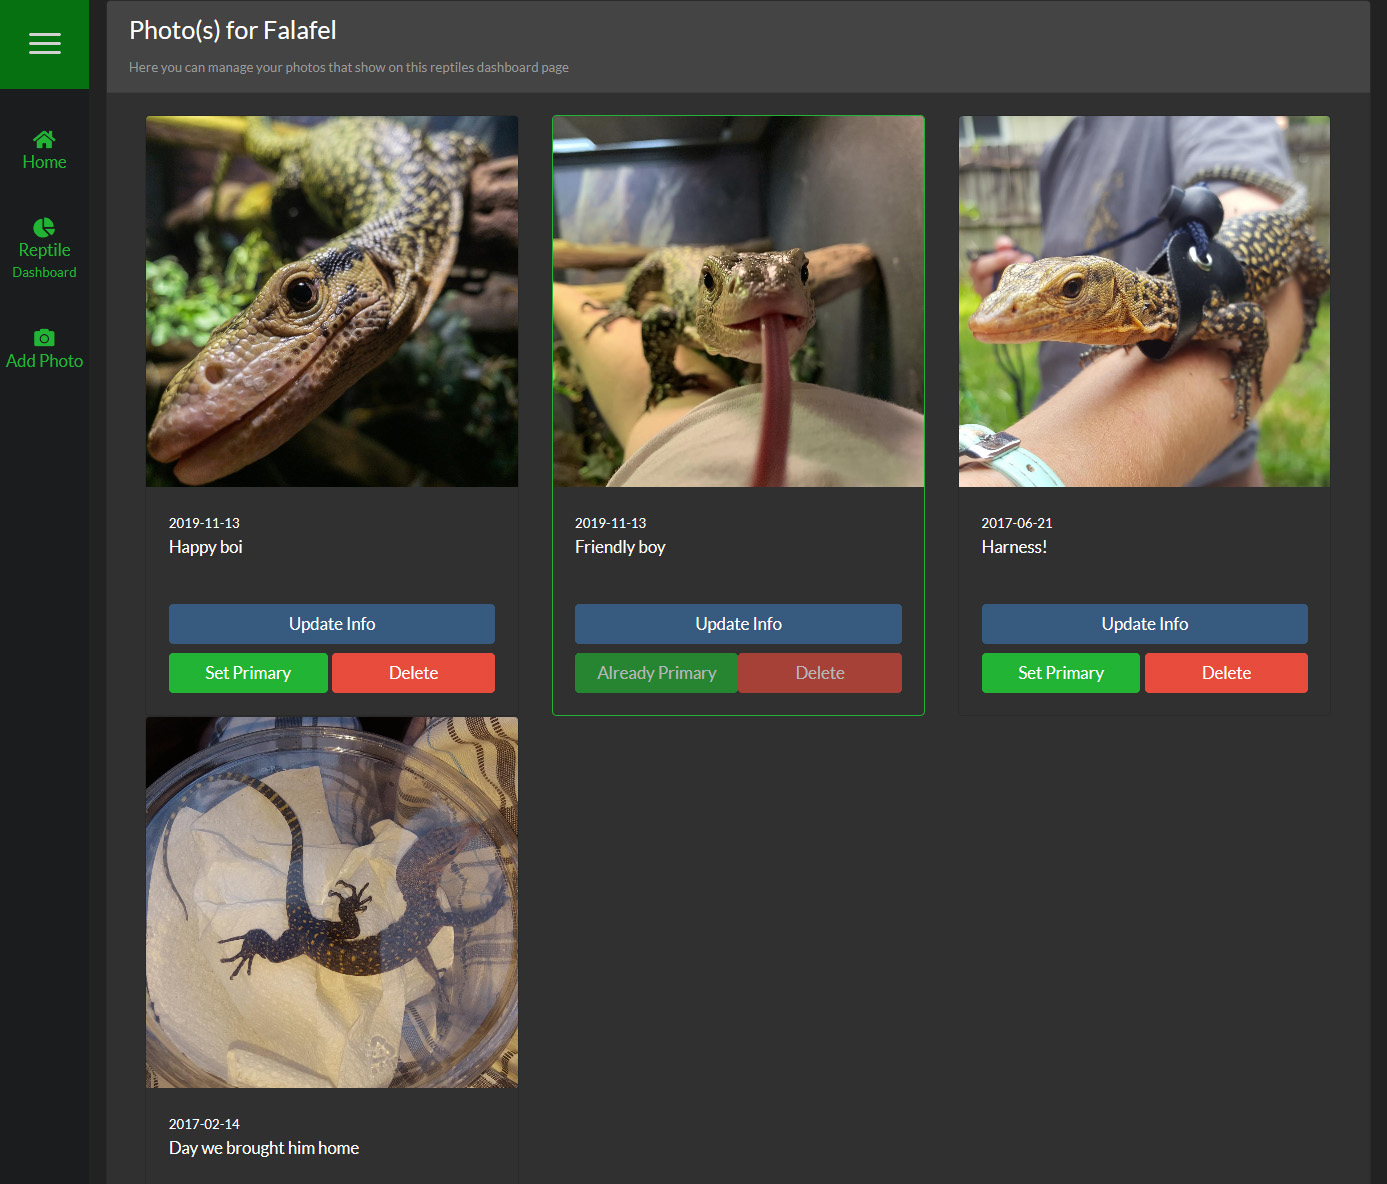 Photo(s) for Falafel
Here you can manage your photos that show on this reptiles dashboard page
Home
Reptile
Dashboard
Add Photo
2019-11-13
Happy boi
Update Info
Set Primary
Delete
2019-11-13
Friendly boy
Update Info
Already Primary
Delete
2017-06-21
Harness!
Update Info
Set Primary
Delete
2017-02-14
Day we brought him home